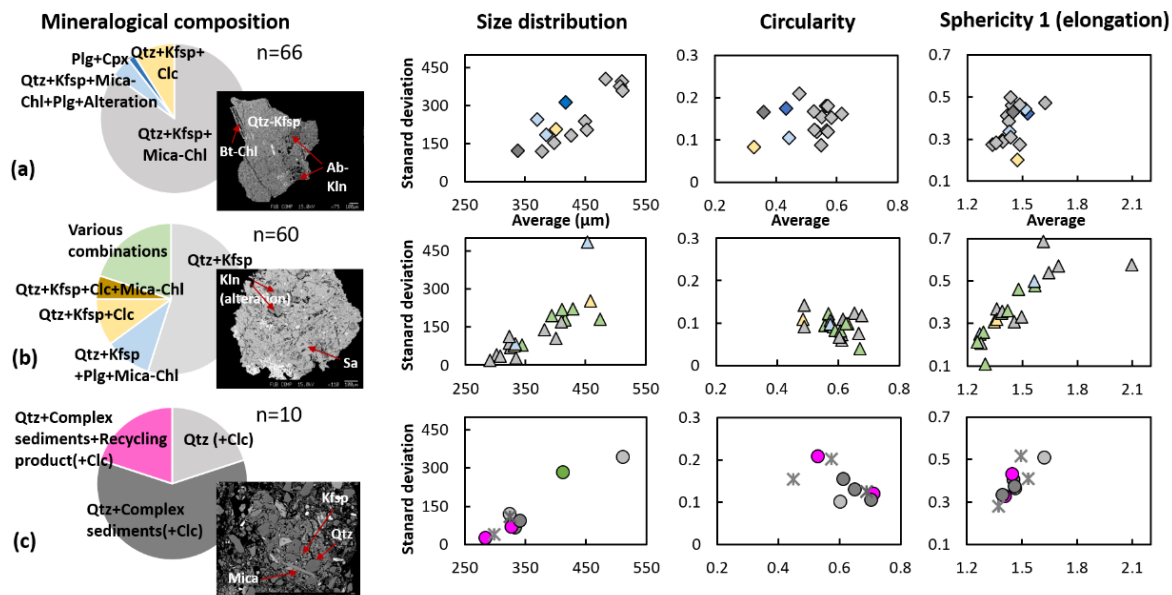 Mineralogical composition
Size distribution
Circularity
Sphericity 1 (elongation)
Plg+Cpx
Qtz+Kfsp+
Clc
n=66
Qtz+Kfsp+Mica-
Chl+Plg+Alteration
Qtz+Kfsp+
Mica-Chl
Qtz-Kfsp
Bt-Chl
Ab-
Kln
(a)
Stanard deviation
450
300
150
0
250
350
450
550
Average (µm)
0.3
0.2
0.1
0
0.2
0.4
0.6
0.8
Average
0.7
0.5
0.3
0.1
1.2
1.5
1.8
2.1
Average
Various
combinations
n=60
Qtz+Kfsp
Qtz+Kfsp+Clc+Mica-Chl
Qtz+Kfsp+Clc
Qtz+Kfsp
+Plg+Mica-Chl
Kln
(alteration)
Sa
(b)
Stanard deviation
450
300
150
0
250
350
450
550
0.3
0.2
0.1
0
0.2
0.4
0.6
0.8
0.7
0.5
0.3
0.1
1.2
1.5
1.8
2.1
n=10
Qtz+Complex
sediments+Recycling
product(+Clc)
Qtz (+Clc)
Qtz+Complex
sediments(+Clc)
Kfsp
Qtz
Mica
(c)
Stanard deviation
450
300
150
0
250
350
450
550
0.3
0.2
0.1
0
0.2
0.4
0.6
0.8
0.7
0.5
0.3
0.1
1.2
1.5
1.8
2.1